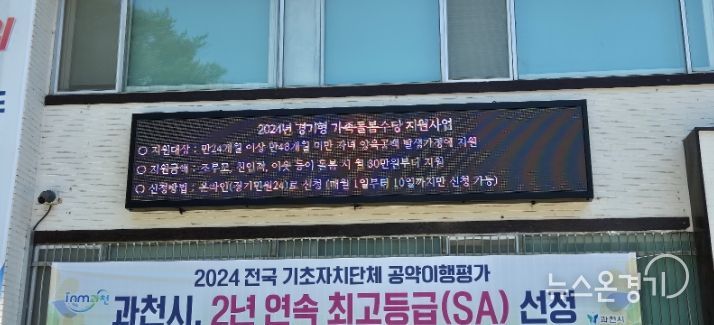 2024년 경기형 가족돌봄수당 지원사업
○ 지원대상 : 만24개월 이상 만48개월 미만 자녀 양육공백 발생가정에 지원
○ 지원금액 : 조부모, 친인척, 이웃 등이 돌봄 시 월 30만원부터 지원
○ 신청방법 : 온라인(경기민원24)로 신청 (매월 1일부터 10일까지만 신청 가능)
2024 전국 기초자치단체 공약이행평가
과천시, 2년 연속 최고등급(SA) 선정
과천시
뉴스온경기